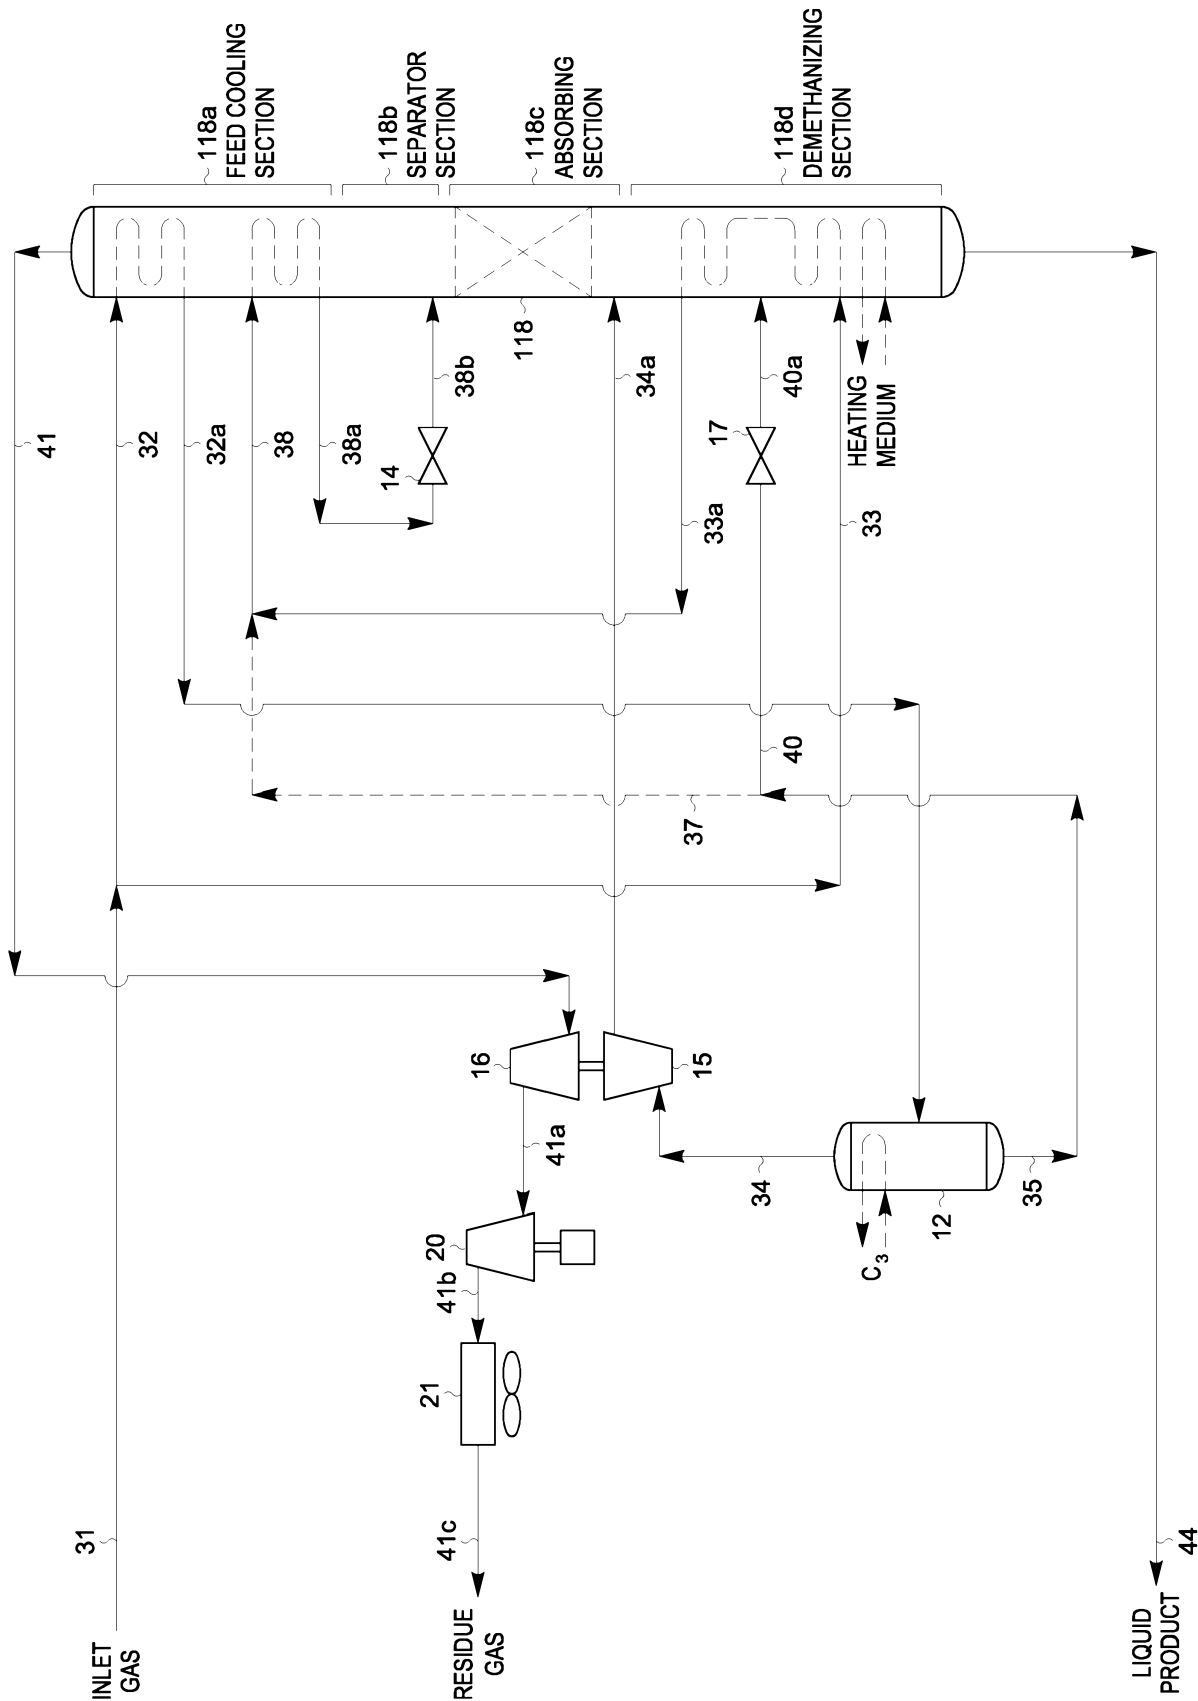 118a
FEED COOLING
SECTION
118b
SEPARATOR
SECTION
118c
ABSORBING
SECTION
118d
DEMETHANIZING
SECTION
41
32
32a
38
38a
14
38b
118
34a
33a
17
40a
HEATING
MEDIUM
33
40
37
16
15
41a
34
35
12
C3
20
41b
21
31
41c
44
INLET
GAS
RESIDUE
GAS
LIQUID
PRODUCT